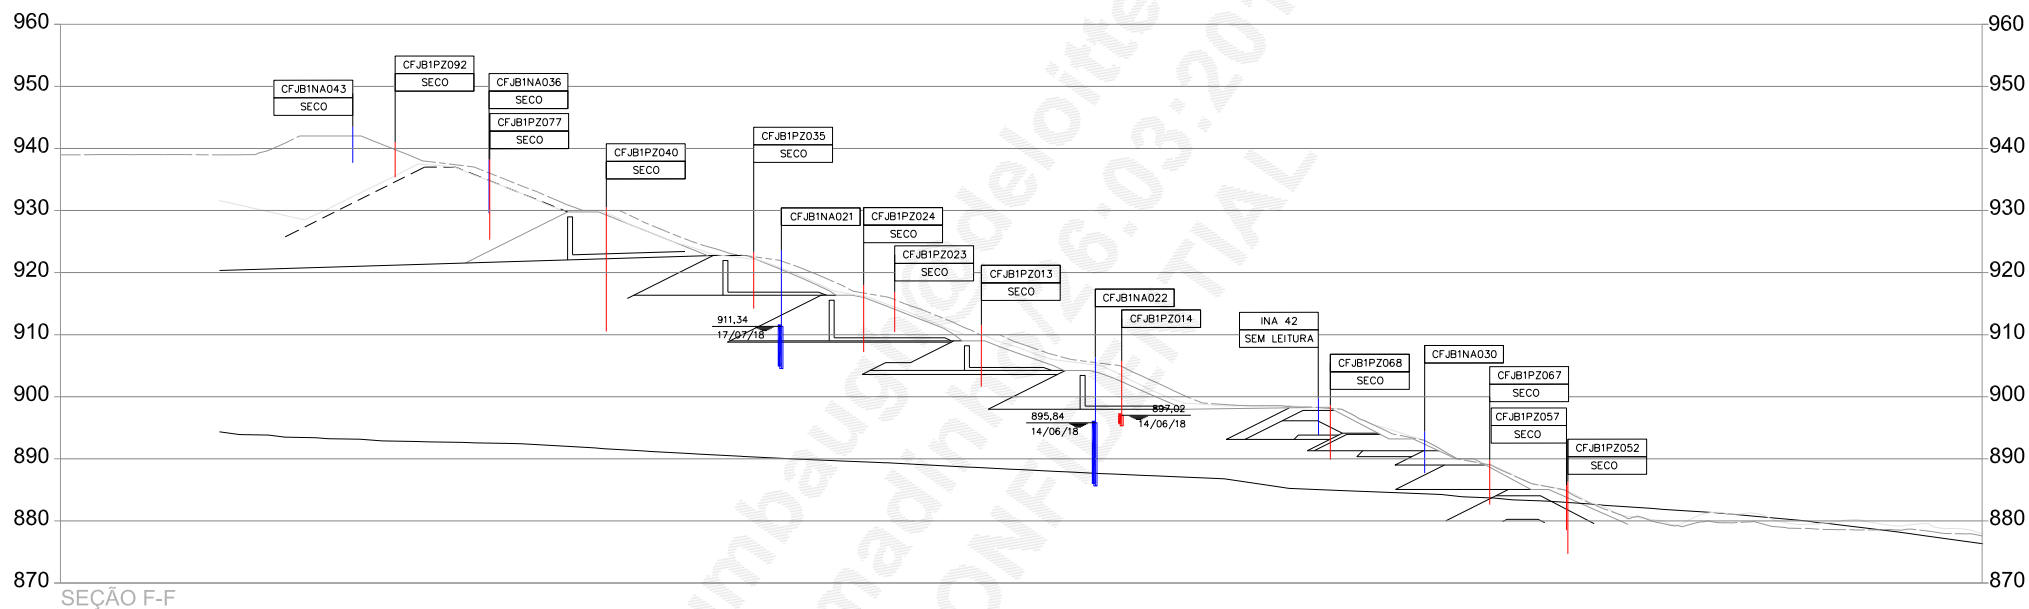 960
960
950
950
940
940
930
930
920
920
910
910
900
900
890
890
880
880
870
870
CFJB1NA043
SECO
CFJB1PZ092
SECO
CFJB1NA036
SECO
CFJB1PZ077
SECO
CFJB1PZ040
SECO
CFJB1PZ035
SECO
CFJB1NA021
911,34
17/07/18
CFJB1PZ024
SECO
CFJB1PZ023
SECO
CFJB1PZ013
SECO
CFJB1NA022
895,84
14/06/18
CFJB1PZ014
897,02
14/06/18
INA 42
SEM LEITURA
CFJB1PZ068
SECO
CFJB1NA030
CFJB1PZ067
SECO
CFJB1PZ057
SECO
CFJB1PZ052
SECO
SEÇÃO F-F